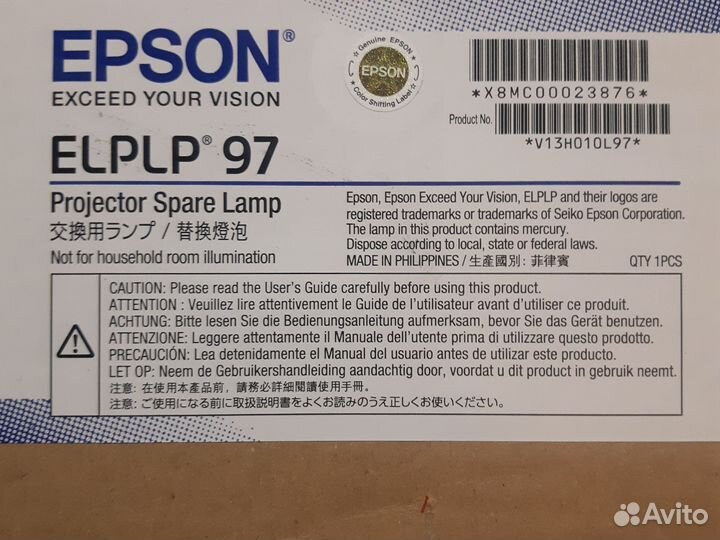 EPSON®
EXCEED YOUR VISION
Genuine EPSON
EPSON
Color Shifting Label
*X8MC00023876*
Product No.
*V13H010L97*
ELPLP® 97
Projector Spare Lamp
交換用ランプ / 替換燈泡
Not for household room illumination
Epson, Epson Exceed Your Vision, ELPLP and their logos are
registered trademarks or trademarks of Seiko Epson Corporation.
The lamp in this product contains mercury.
Dispose according to local, state or federal laws.
MADE IN PHILIPPINES / 生產國別: 菲律賓
QTY 1PCS
CAUTION: Please read the User's Guide carefully before using this product.
ATTENTION : Veuillez lire attentivement le Guide de l'utilisateur avant d'utiliser ce produit.
ACHTUNG: Bitte lesen Sie die Bedienungsanleitung aufmerksam, bevor Sie das Gerät benutzen.
ATTENZIONE: Leggere attentamente il Manuale dell'utente prima di utilizzare questo prodotto.
PRECAUCIÓN: Lea detenidamente el Manual del usuario antes de utilizar este producto.
LET OP: Neem de Gebruikershandleiding aandachtig door, voordat u dit product in gebruik neemt.
注意: 在使用本產品前, 請務必詳細閱讀使用手冊.
注意: ご使用になる前に取扱説明書をよくお読みのうえ正しくお使いください.
Avito